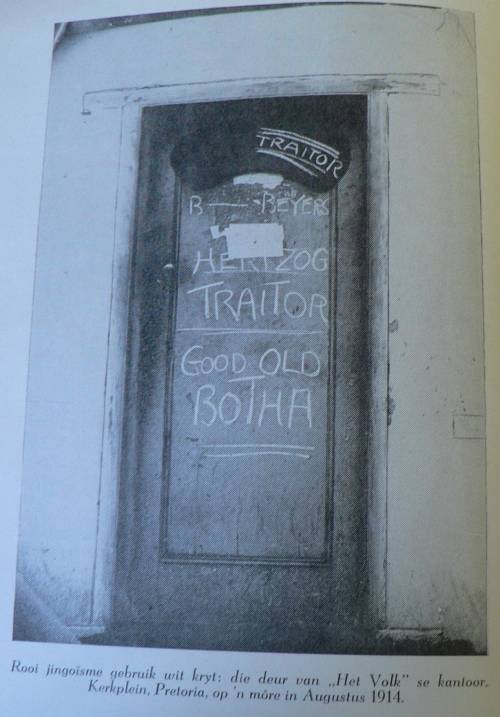 TRAITOR
B — BEYERS
HERTZOG
TRAITOR
GOOD OLD
BOTHA
Rooi jingoïsme gebruik wit kryt: die deur van „Het Volk” se kantoor.
Kerkplein, Pretoria, op 'n môre in Augustus 1914.